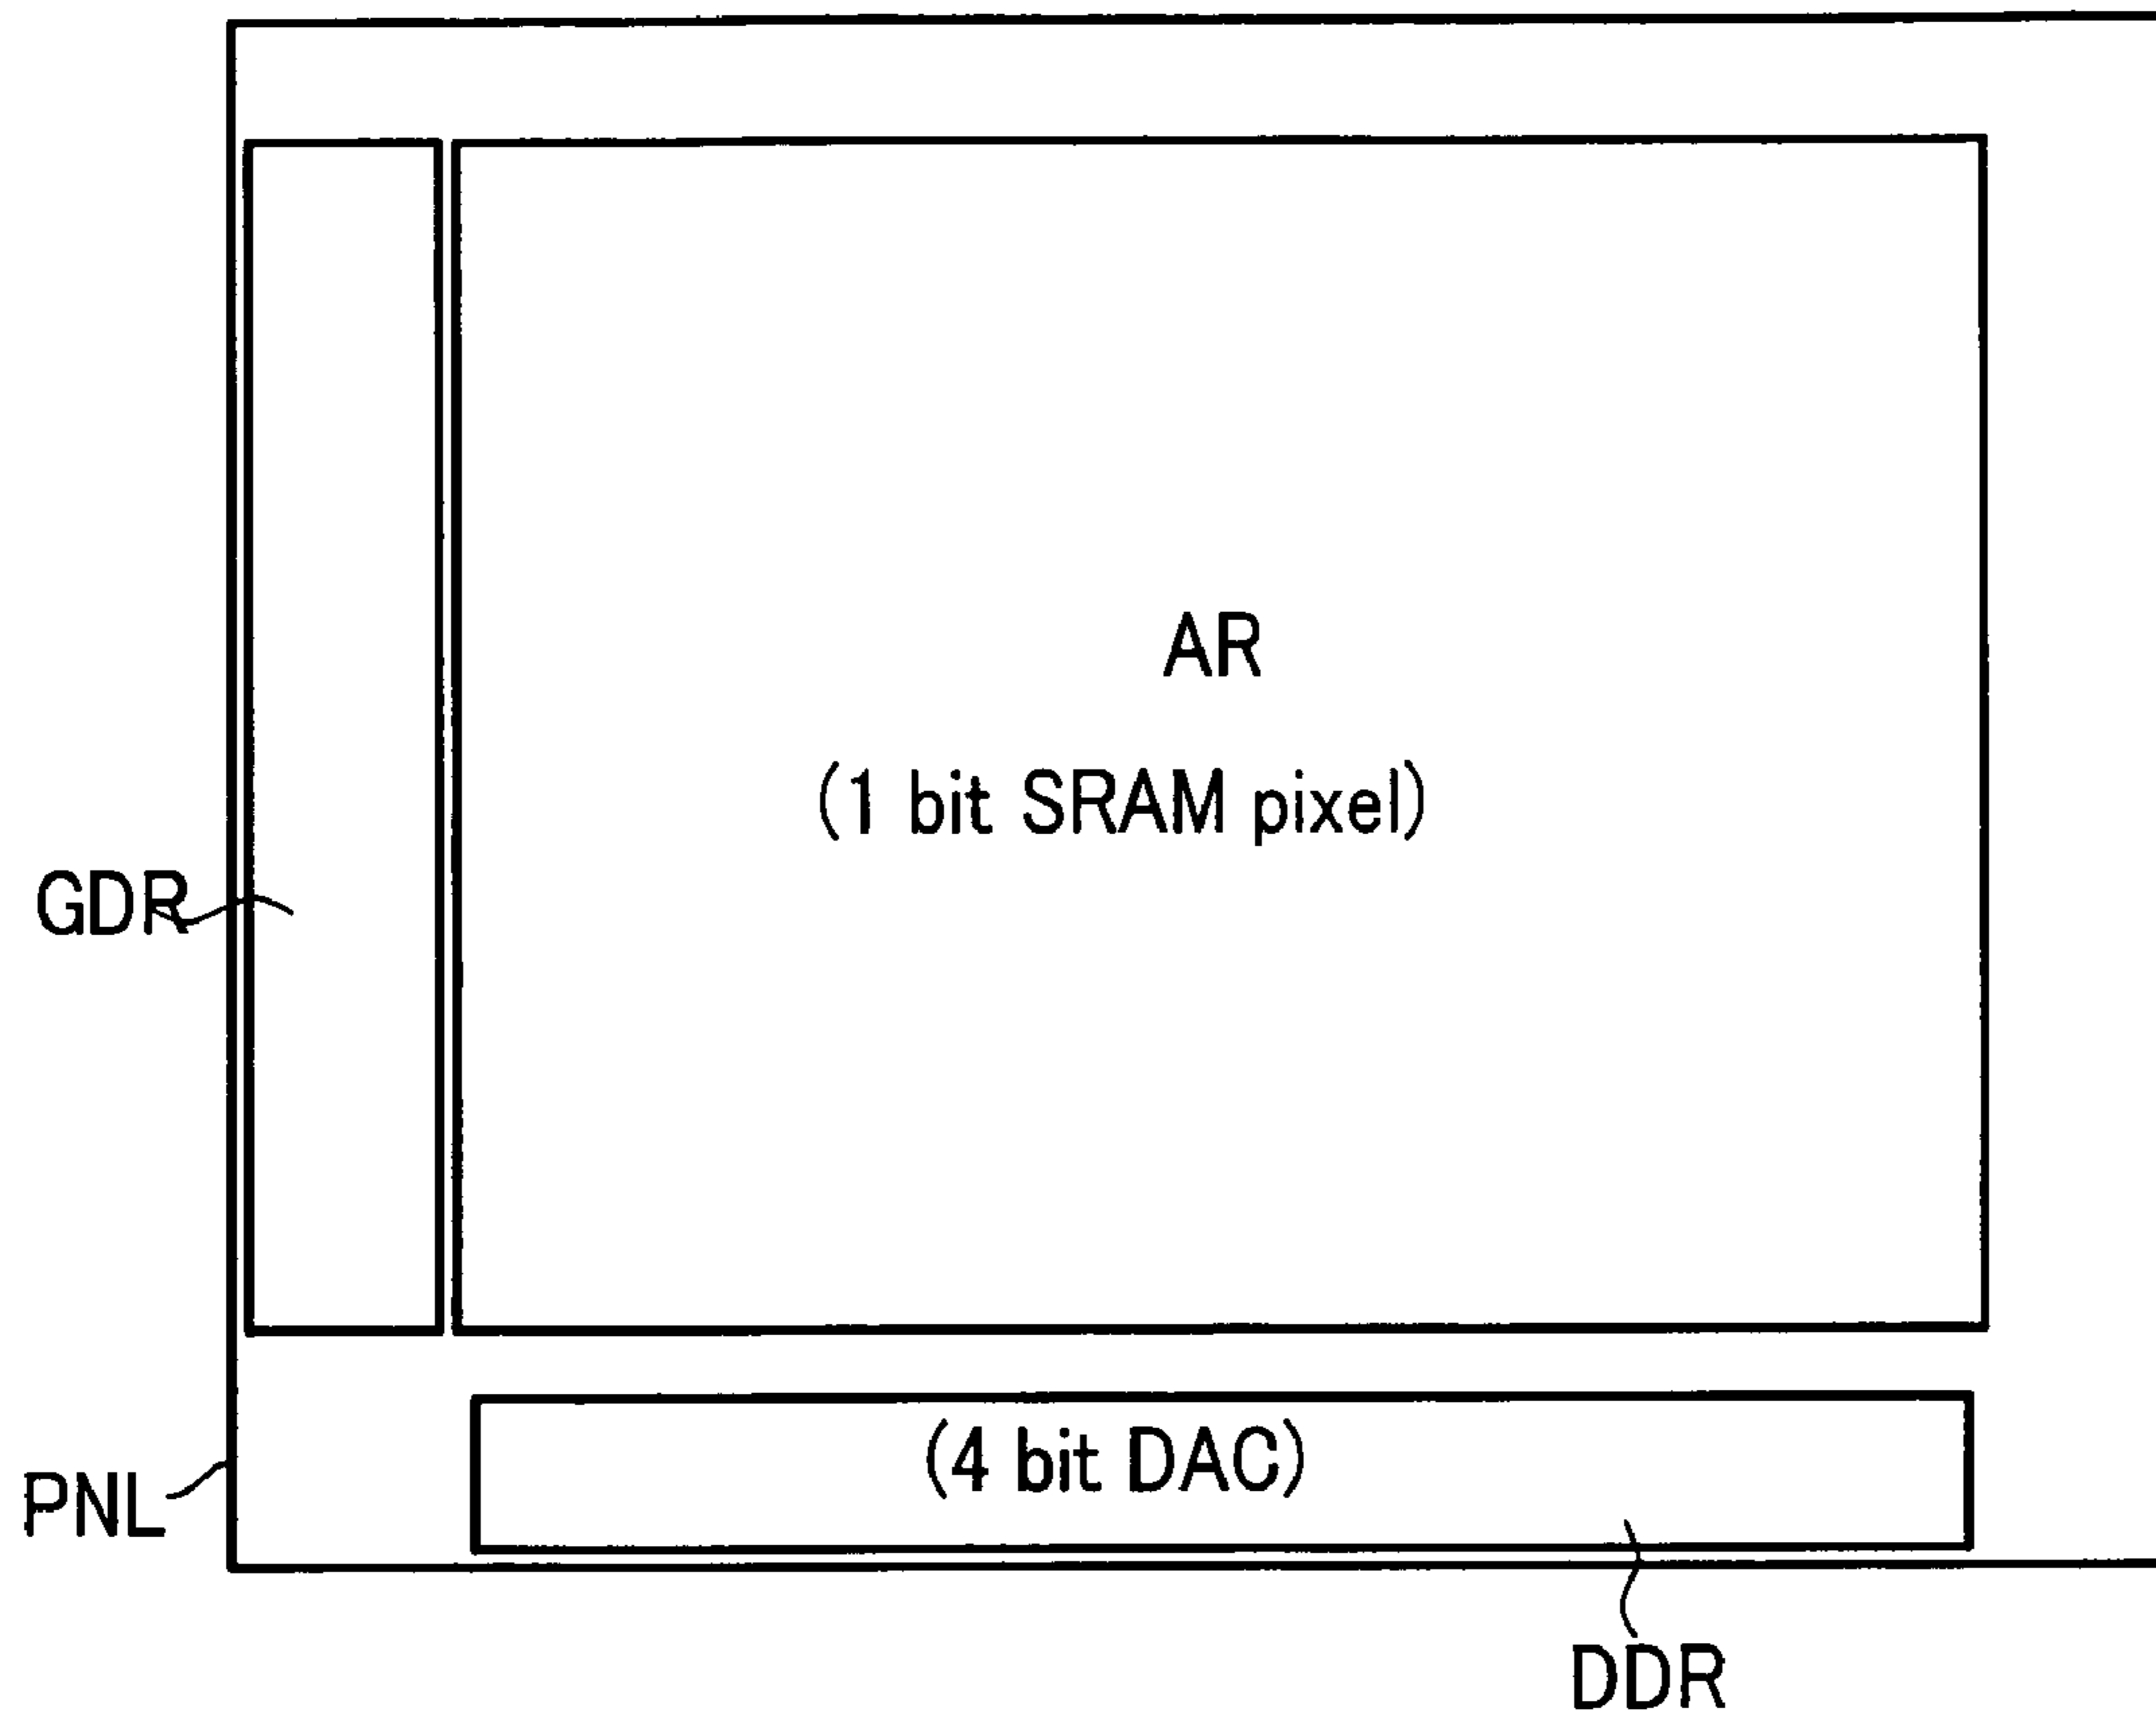 AR
(1 bit SRAM pixel)
GDR
(4 bit DAC)
PNL
DDR